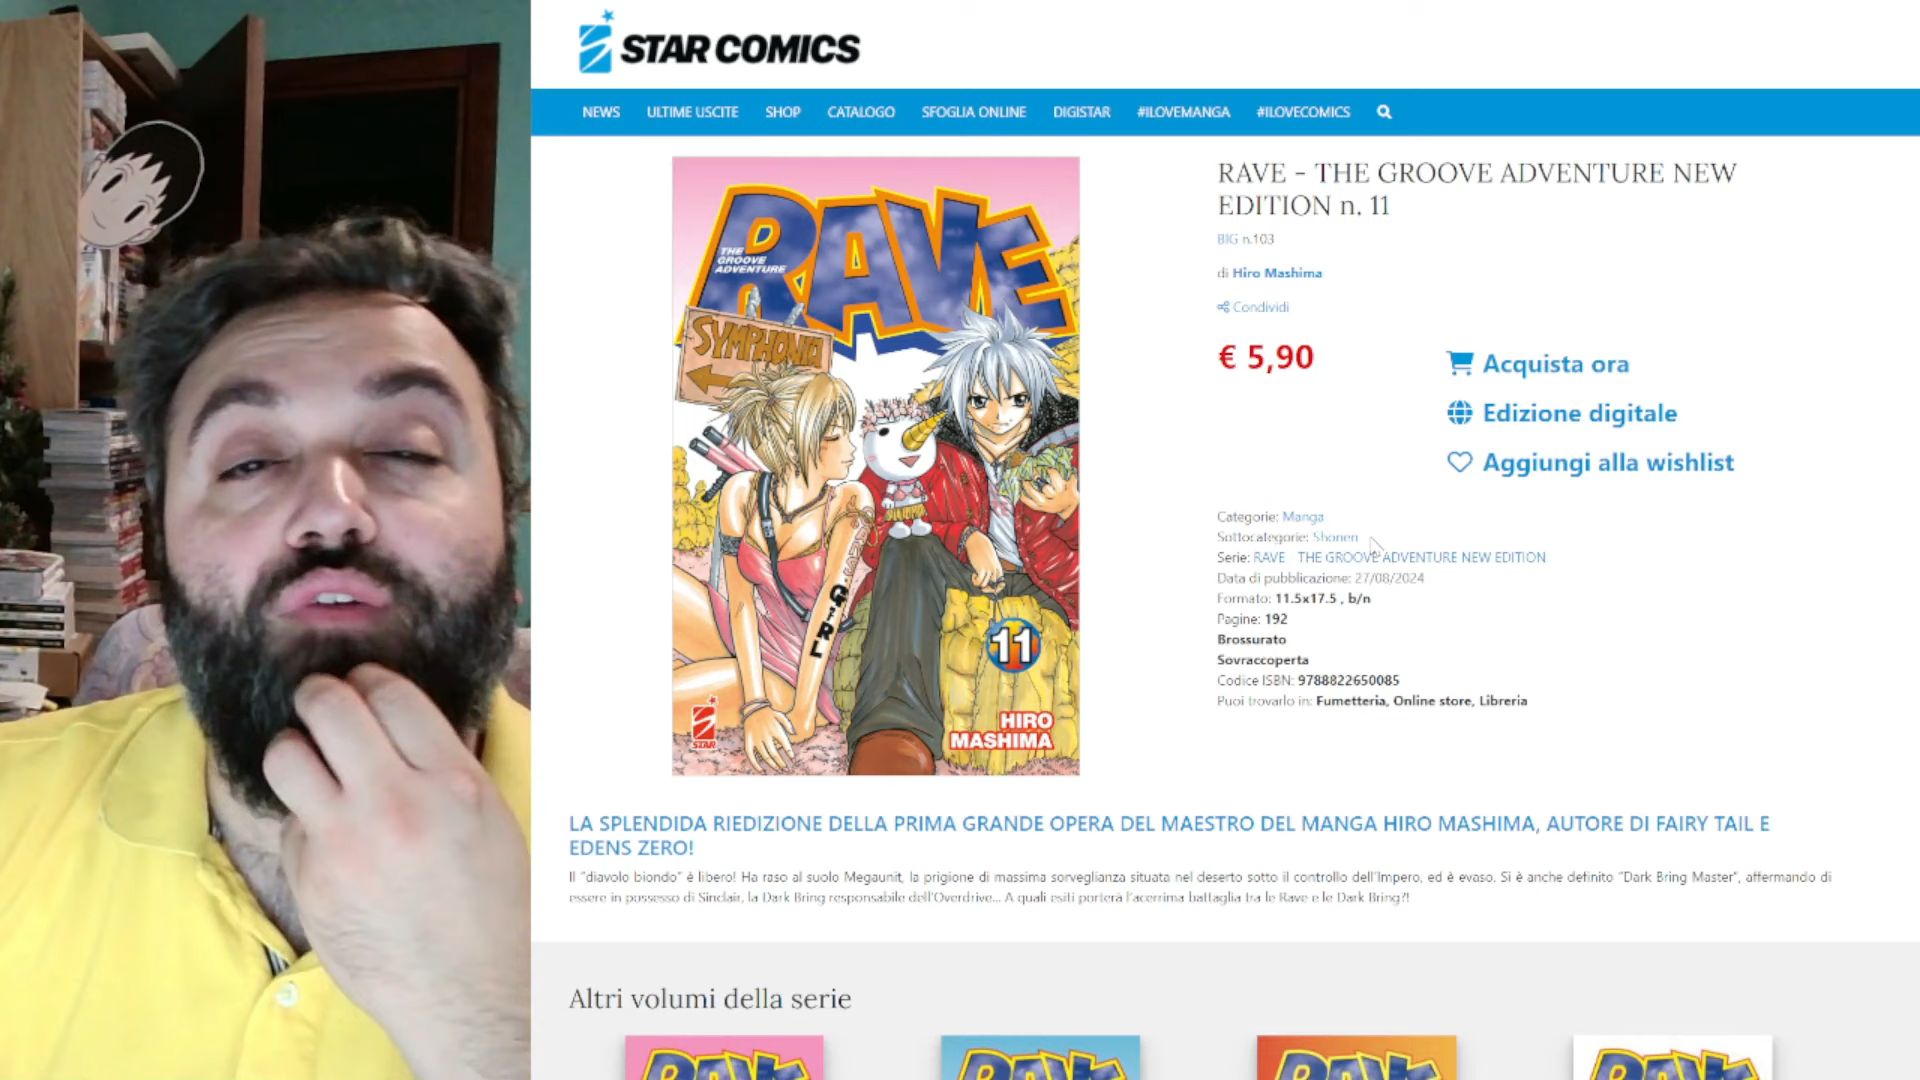 STAR COMICS
NEWS ULTIME USCITE SHOP CATALOGO SFOGLIA ONLINE DIGISTAR #ILOVEMANGA #ILOVECOMICS
RAVE
THE
GROOVE
ADVENTURE
SYMPHONIA
GIRL
11
HIRO
MASHIMA
STAR
RAVE - THE GROOVE ADVENTURE NEW
EDITION n. 11
BIG n.103
di Hiro Mashima
Condividi
€ 5,90
Acquista ora
Edizione digitale
Aggiungi alla wishlist
Categorie: Manga
Sottocategorie: Shonen
Serie: RAVE THE GROOVE ADVENTURE NEW EDITION
Data di pubblicazione: 27/08/2024
Formato: 11.5x17.5 , b/n
Pagine: 192
Brossurato
Sovraccoperta
Codice ISBN: 9788822650085
Puoi trovarlo in: Fumetteria, Online store, Libreria
LA SPLENDIDA RIEDIZIONE DELLA PRIMA GRANDE OPERA DEL MAESTRO DEL MANGA HIRO MASHIMA, AUTORE DI FAIRY TAIL E
EDENS ZERO!
Il "diavolo biondo" è libero! Ha raso al suolo Megaunit, la prigione di massima sorveglianza situata nel deserto sotto il controllo dell'Impero, ed è evaso. Si è anche definito "Dark Bring Master", affermando di
essere in possesso di Sinclair, la Dark Bring responsabile dell'Overdrive... A quali esiti porterà l'acerrima battaglia tra le Rave e le Dark Bring?!
Altri volumi della serie